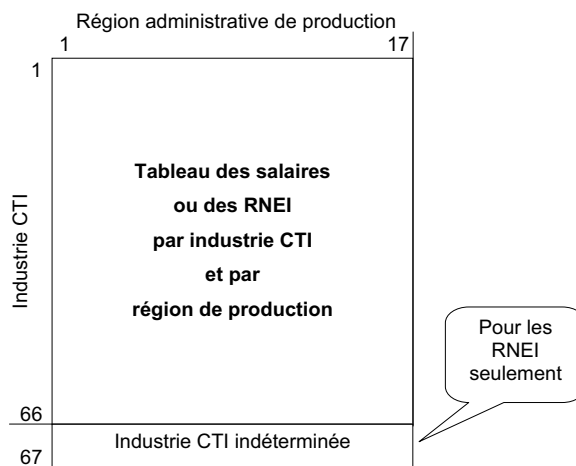 Région administrative de production
1 17
1
Industrie CTI
Tableau des salaires
ou des RNEI
par industrie CTI
et par
région de production
Pour les
RNEI
seulement
66
Industrie CTI indéterminée
67